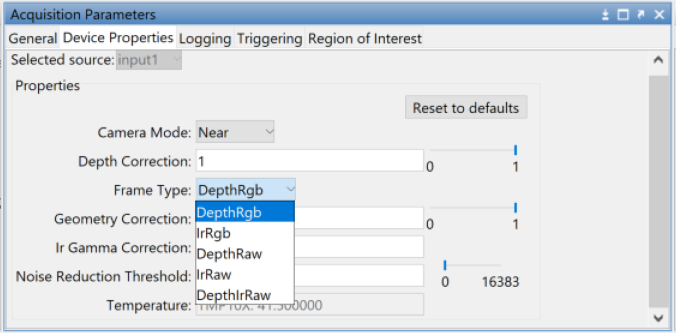 Acquisition Parameters
General Device Properties Logging Triggering Region of Interest
Selected source: input1
Properties
Reset to defaults
Camera Mode: Near
Depth Correction: 1 0 1
Frame Type: DepthRgb
DepthRgb
Geometry Correction: 0 1
IrRgb
Ir Gamma Correction:
DepthRaw
Noise Reduction Threshold: 0 16383
IrRaw
DepthIrRaw
Temperature: TMP10X: 41.500000